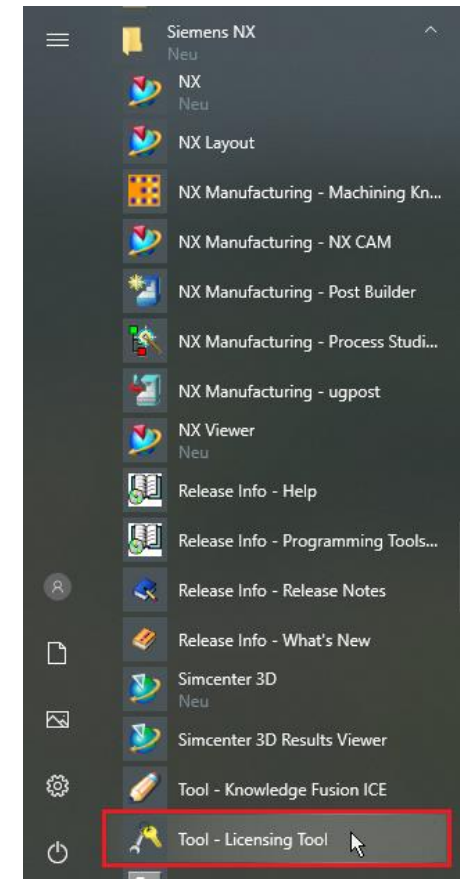 Siemens NX
Neu
NX
Neu
NX Layout
NX Manufacturing - Machining Kn...
NX Manufacturing - NX CAM
NX Manufacturing - Post Builder
NX Manufacturing - Process Studi...
NX Manufacturing - ugpost
NX Viewer
Neu
Release Info - Help
Release Info - Programming Tools...
Release Info - Release Notes
Release Info - What's New
Simcenter 3D
Neu
Simcenter 3D Results Viewer
Tool - Knowledge Fusion ICE
Tool - Licensing Tool